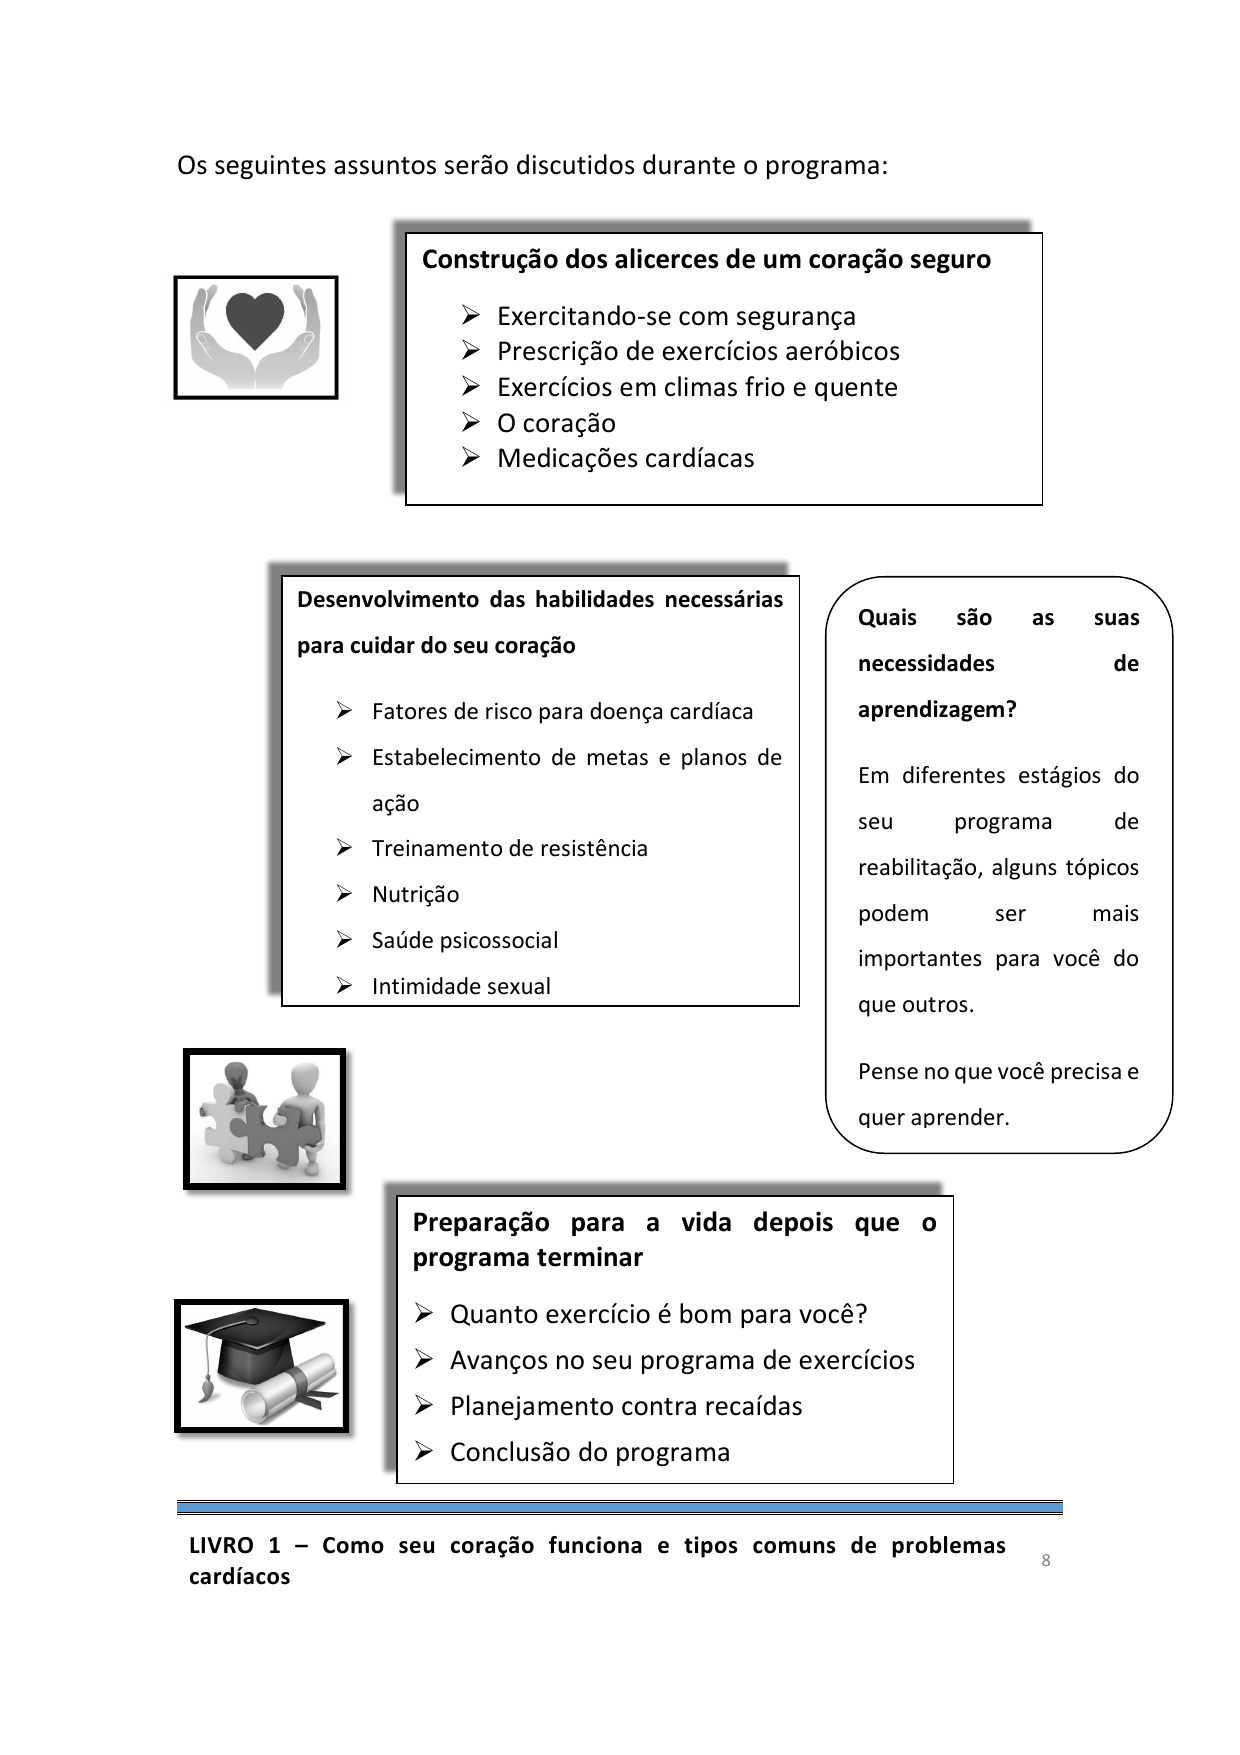 Os seguintes assuntos serão discutidos durante o programa:
Construção dos alicerces de um coração seguro
➢ Exercitando-se com segurança
➢ Prescrição de exercícios aeróbicos
➢ Exercícios em climas frio e quente
➢ O coração
➢ Medicações cardíacas
Desenvolvimento das habilidades necessárias
para cuidar do seu coração
➢ Fatores de risco para doença cardíaca
➢ Estabelecimento de metas e planos de
ação
➢ Treinamento de resistência
➢ Nutrição
➢ Saúde psicossocial
➢ Intimidade sexual
Quais são as suas
necessidades de
aprendizagem?
Em diferentes estágios do
seu programa de
reabilitação, alguns tópicos
podem ser mais
importantes para você do
que outros.
Pense no que você precisa e
quer aprender.
Preparação para a vida depois que o
programa terminar
➢ Quanto exercício é bom para você?
➢ Avanços no seu programa de exercícios
➢ Planejamento contra recaídas
➢ Conclusão do programa
LIVRO 1 – Como seu coração funciona e tipos comuns de problemas
cardíacos
8